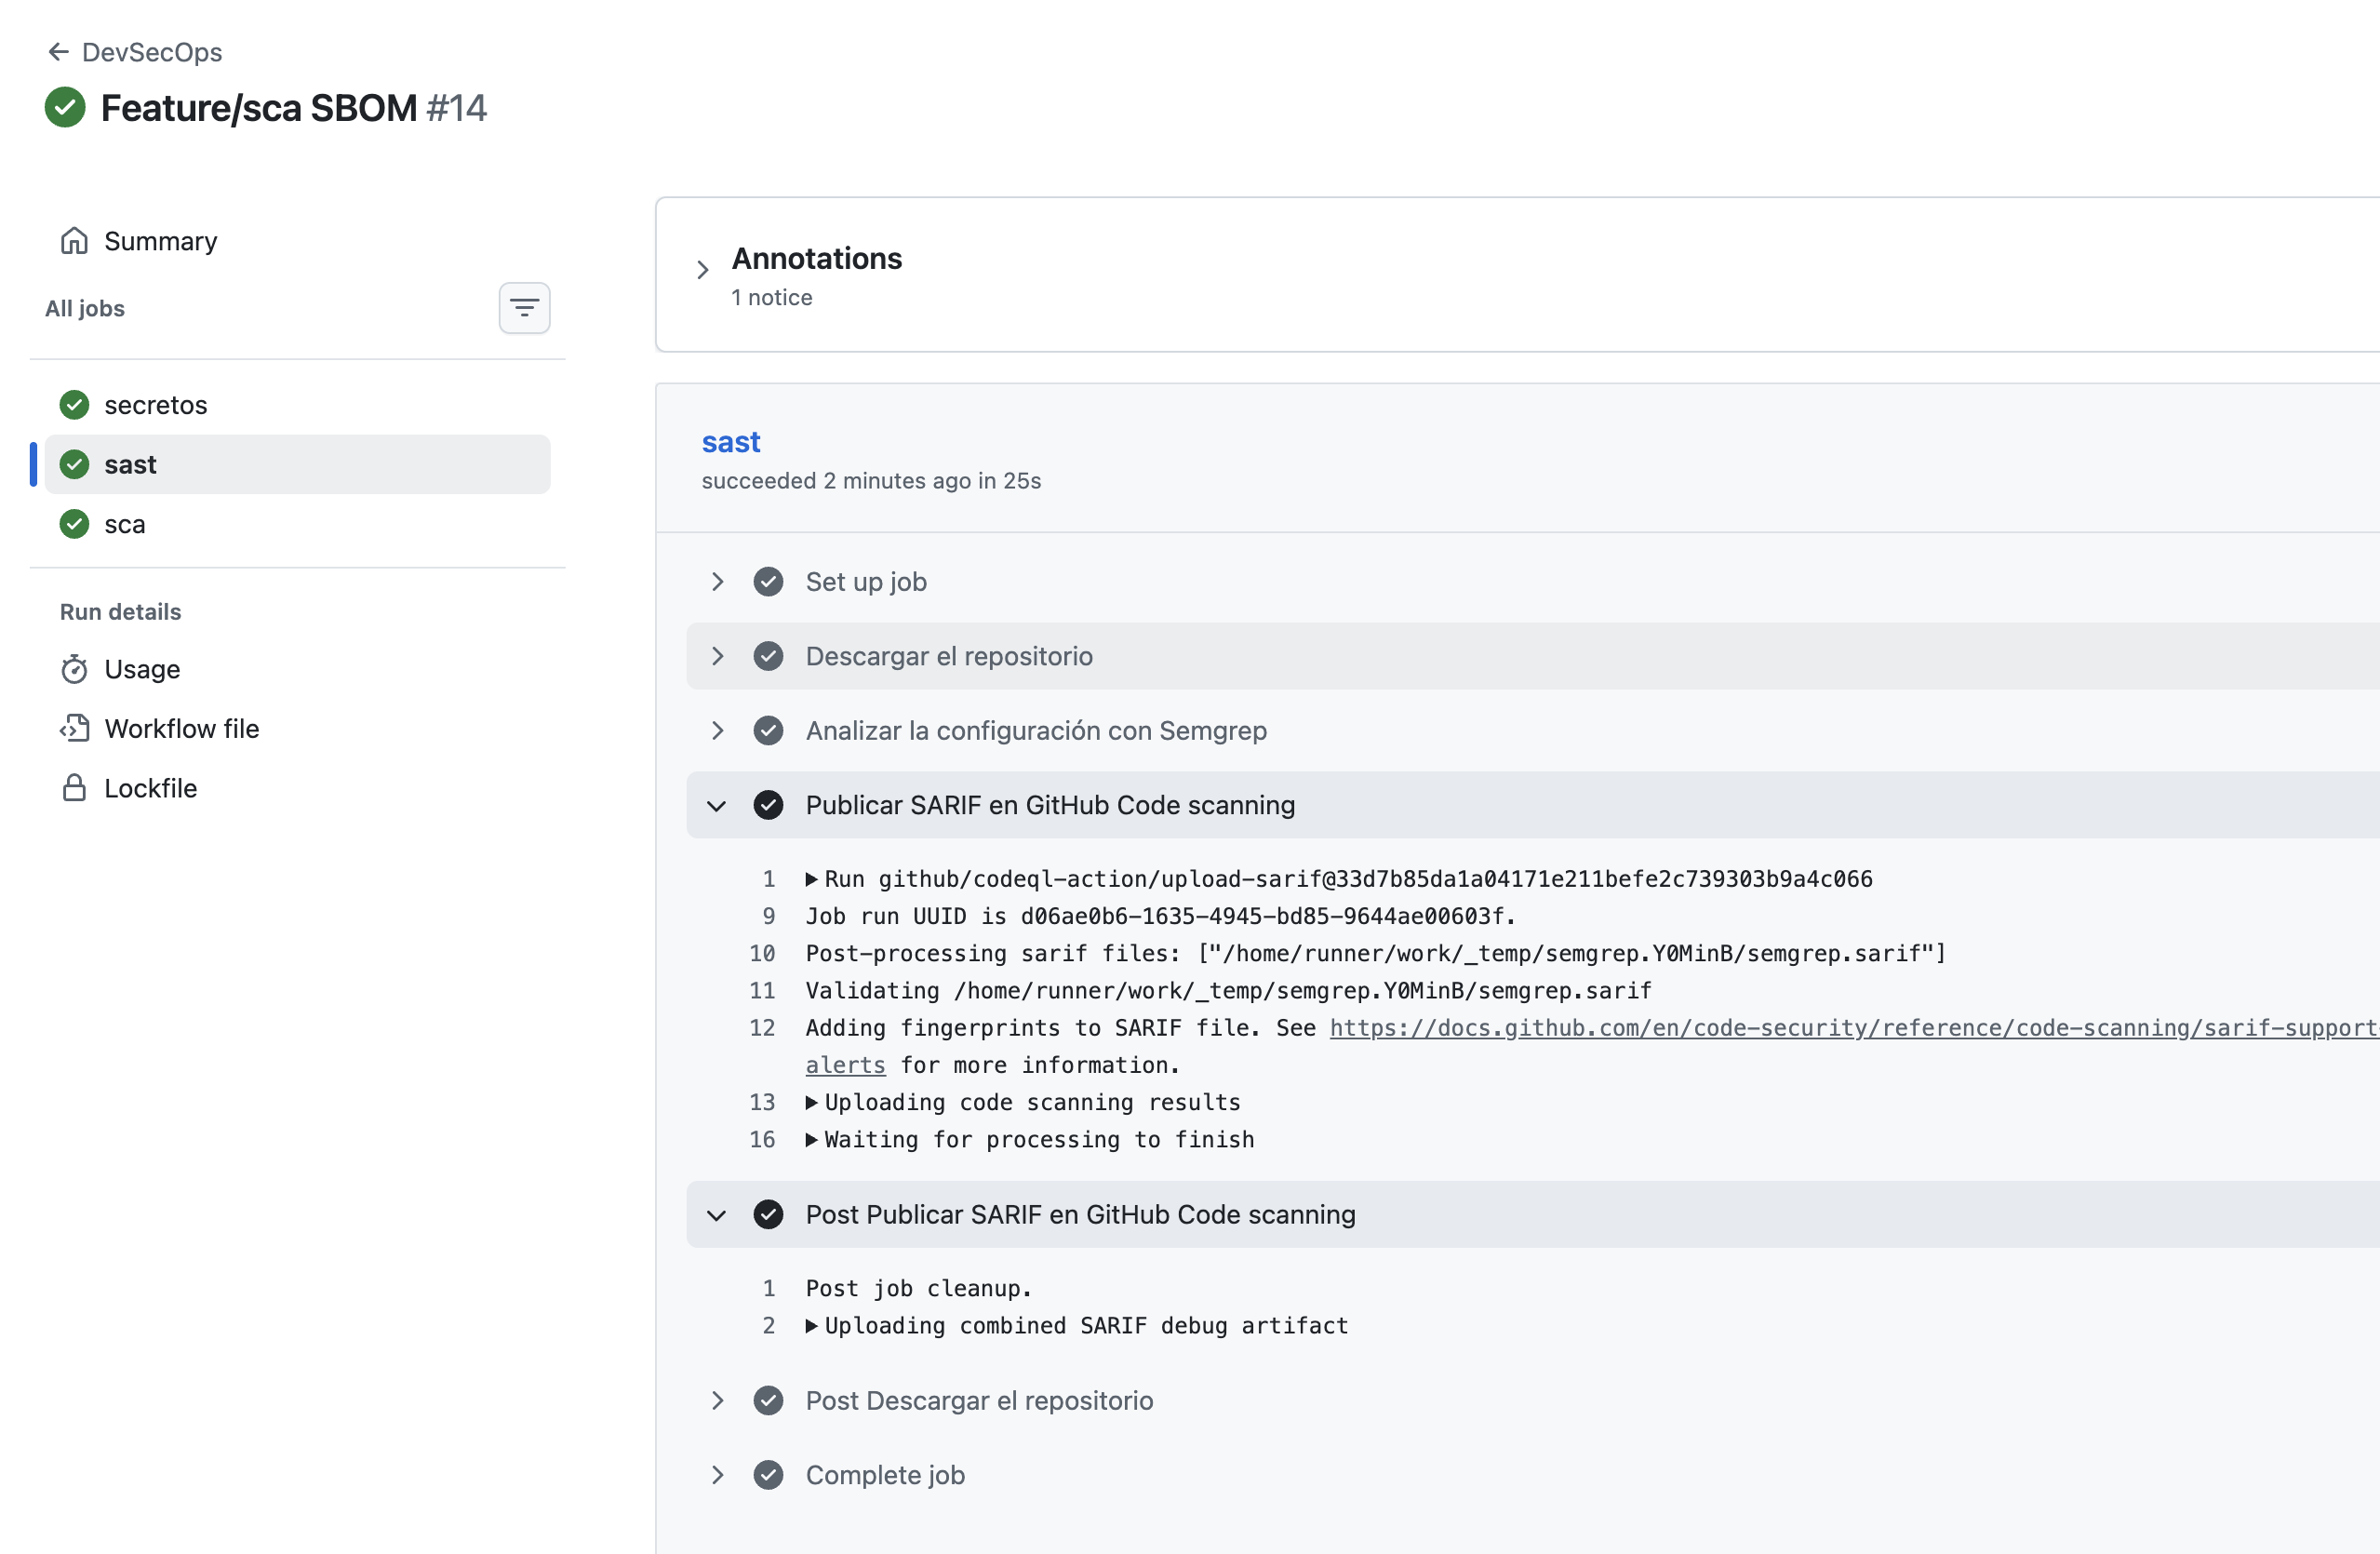 DevSecOps
Feature/sca SBOM #14
Summary
All jobs
secretos
sast
sca
Run details
Usage
Workflow file
Lockfile
Annotations
1 notice
sast
succeeded 2 minutes ago in 25s
Set up job
Descargar el repositorio
Analizar la configuración con Semgrep
Publicar SARIF en GitHub Code scanning
1 Run github/codeql-action/upload-sarif@33d7b85da1a04171e211befe2c739303b9a4c066
9 Job run UUID is d06ae0b6-1635-4945-bd85-9644ae00603f.
10 Post-processing sarif files: ["/home/runner/work/_temp/semgrep.Y0MinB/semgrep.sarif"]
11 Validating /home/runner/work/_temp/semgrep.Y0MinB/semgrep.sarif
12 Adding fingerprints to SARIF file. See https://docs.github.com/en/code-security/reference/code-scanning/sarif-support
alerts for more information.
13 Uploading code scanning results
16 Waiting for processing to finish
Post Publicar SARIF en GitHub Code scanning
1 Post job cleanup.
2 Uploading combined SARIF debug artifact
Post Descargar el repositorio
Complete job